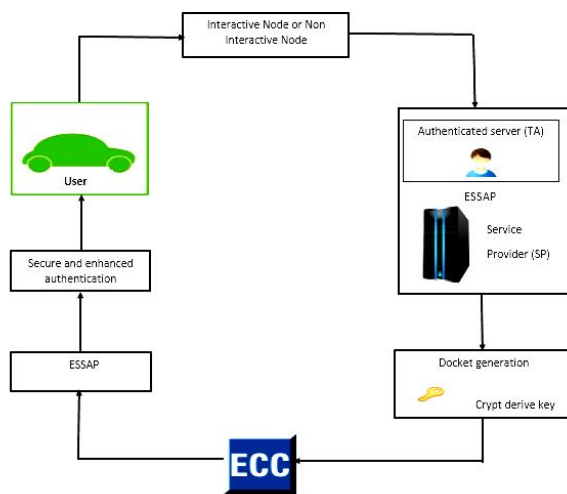 Interactive Node or Non
Interactive Node
Authenticated server (TA)
User
ESSAP
Service
Provider (SP)
Secure and enhanced
authentication
ESSAP
Docket generation
Crypt derive key
ECC